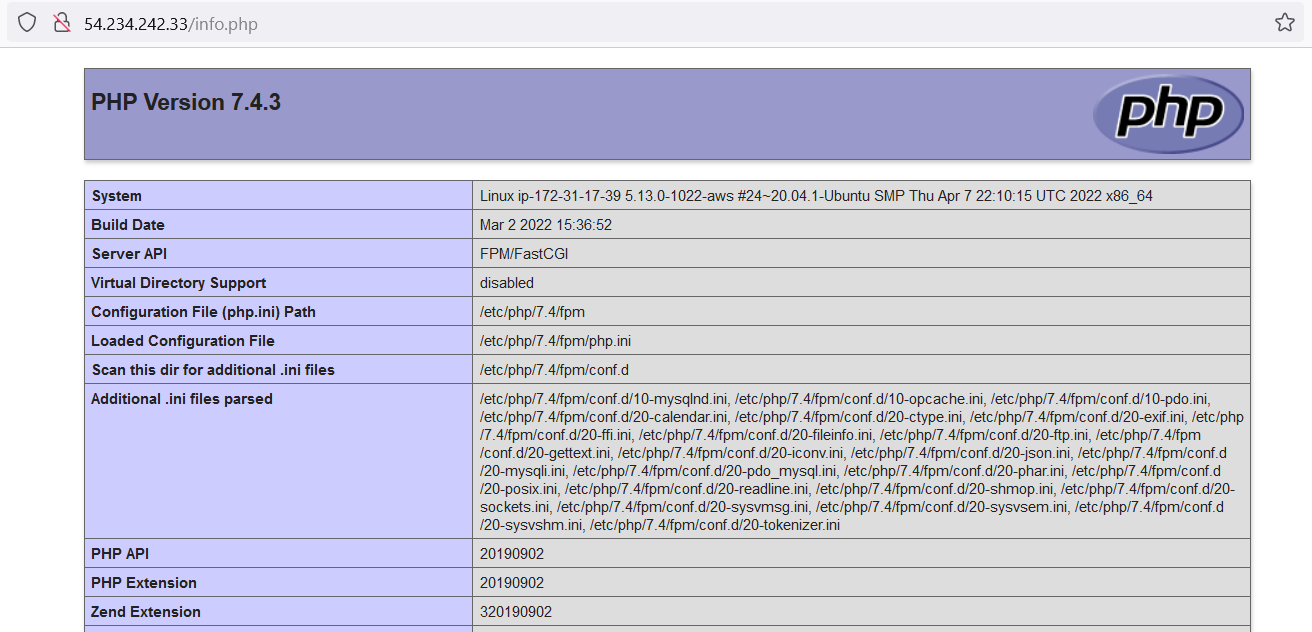 54.234.242.33/info.php
PHP Version 7.4.3
php
System Linux ip-172-31-17-39 5.13.0-1022-aws #24~20.04.1-Ubuntu SMP Thu Apr 7 22:10:15 UTC 2022 x86_64
Build Date Mar 2 2022 15:36:52
Server API FPM/FastCGI
Virtual Directory Support disabled
Configuration File (php.ini) Path /etc/php/7.4/fpm
Loaded Configuration File /etc/php/7.4/fpm/php.ini
Scan this dir for additional .ini files /etc/php/7.4/fpm/conf.d
Additional .ini files parsed /etc/php/7.4/fpm/conf.d/10-mysqlnd.ini, /etc/php/7.4/fpm/conf.d/10-opcache.ini, /etc/php/7.4/fpm/conf.d/10-pdo.ini,
/etc/php/7.4/fpm/conf.d/20-calendar.ini, /etc/php/7.4/fpm/conf.d/20-ctype.ini, /etc/php/7.4/fpm/conf.d/20-exif.ini, /etc/php
/7.4/fpm/conf.d/20-ffi.ini, /etc/php/7.4/fpm/conf.d/20-fileinfo.ini, /etc/php/7.4/fpm/conf.d/20-ftp.ini, /etc/php/7.4/fpm
/conf.d/20-gettext.ini, /etc/php/7.4/fpm/conf.d/20-iconv.ini, /etc/php/7.4/fpm/conf.d/20-json.ini, /etc/php/7.4/fpm/conf.d
/20-mysqli.ini, /etc/php/7.4/fpm/conf.d/20-pdo_mysql.ini, /etc/php/7.4/fpm/conf.d/20-phar.ini, /etc/php/7.4/fpm/conf.d
/20-posix.ini, /etc/php/7.4/fpm/conf.d/20-readline.ini, /etc/php/7.4/fpm/conf.d/20-shmop.ini, /etc/php/7.4/fpm/conf.d/20-
sockets.ini, /etc/php/7.4/fpm/conf.d/20-sysvmsg.ini, /etc/php/7.4/fpm/conf.d/20-sysvsem.ini, /etc/php/7.4/fpm/conf.d
/20-sysvshm.ini, /etc/php/7.4/fpm/conf.d/20-tokenizer.ini
PHP API 20190902
PHP Extension 20190902
Zend Extension 320190902